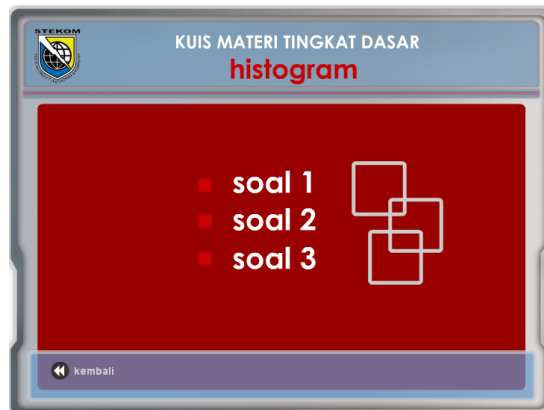 STEKOM
KUIS MATERI TINGKAT DASAR
histogram
soal 1
soal 2
soal 3
kembali